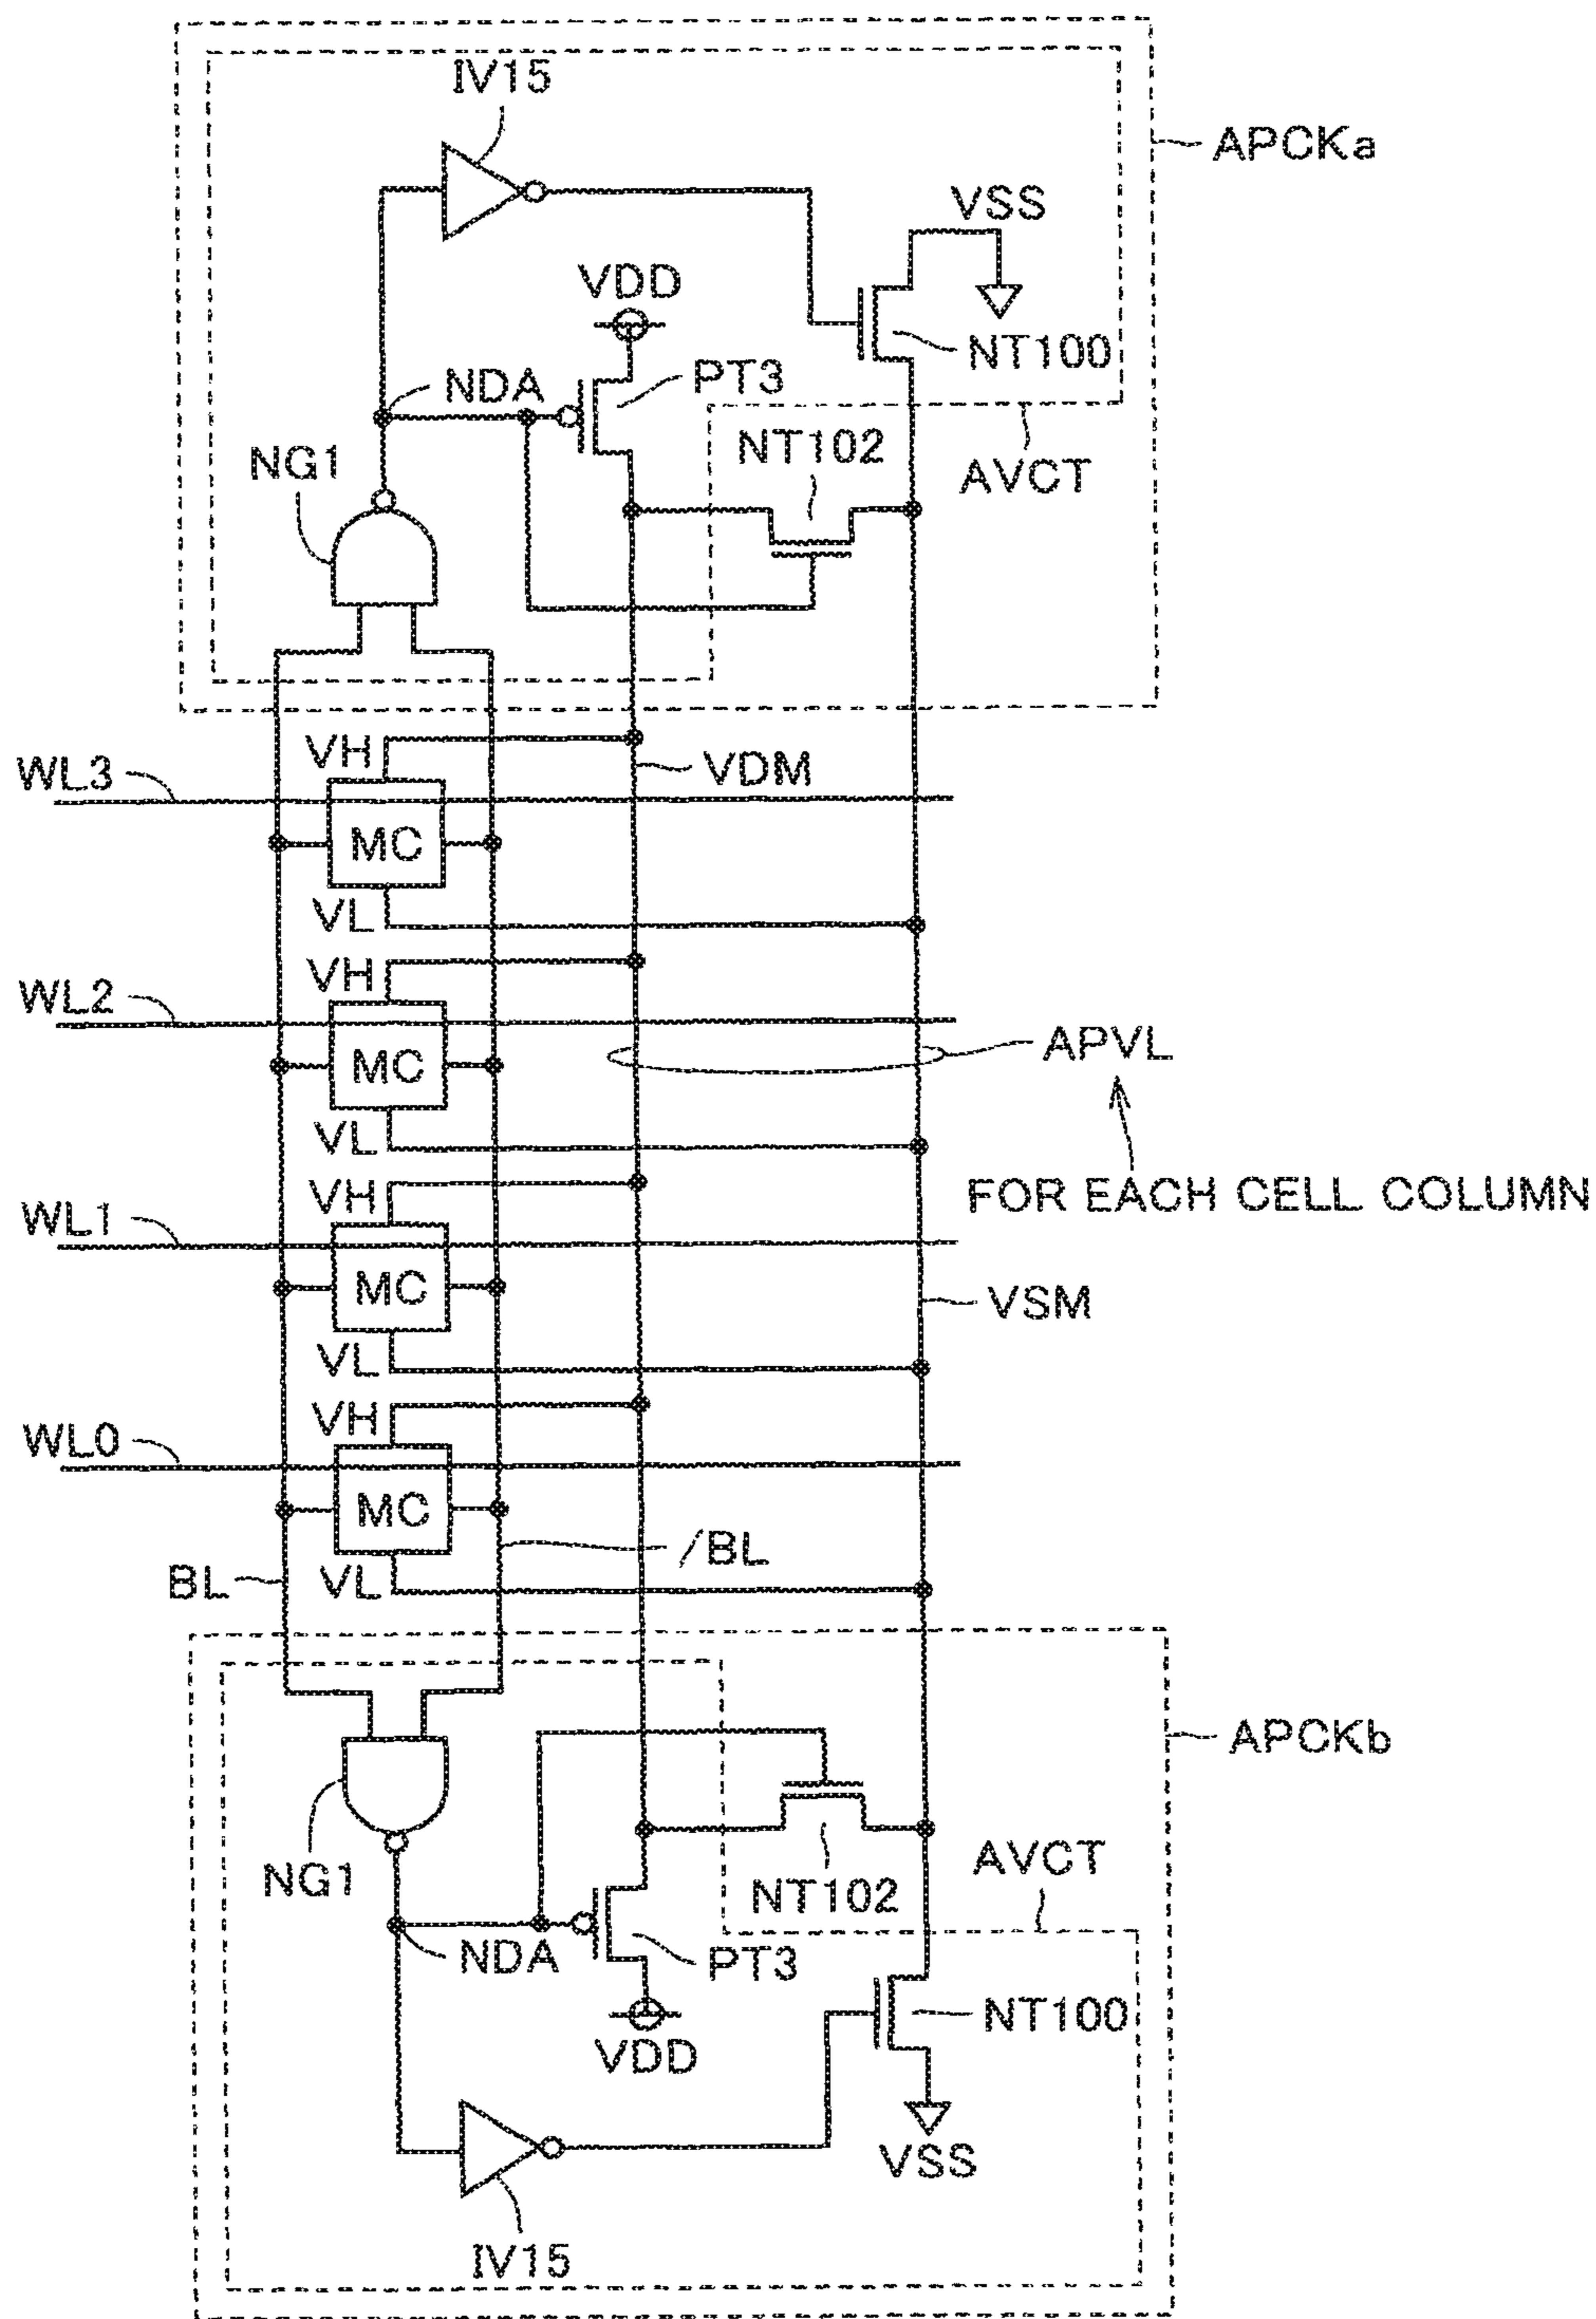 IV15
APCKa
VSS
VDD
NT100
NDA
PT3
NT102
NG1
AVCT
VH
WL3
VDM
MC
VL
VH
WL2
MC
APVL
VL
VH
FOR EACH CELL COLUMN
WL1
MC
VSM
VL
VH
WL0
MC
/BL
BL
VL
APCKb
NG1
AVCT
NT102
NDA
PT3
NT100
VDD
VSS
IV15